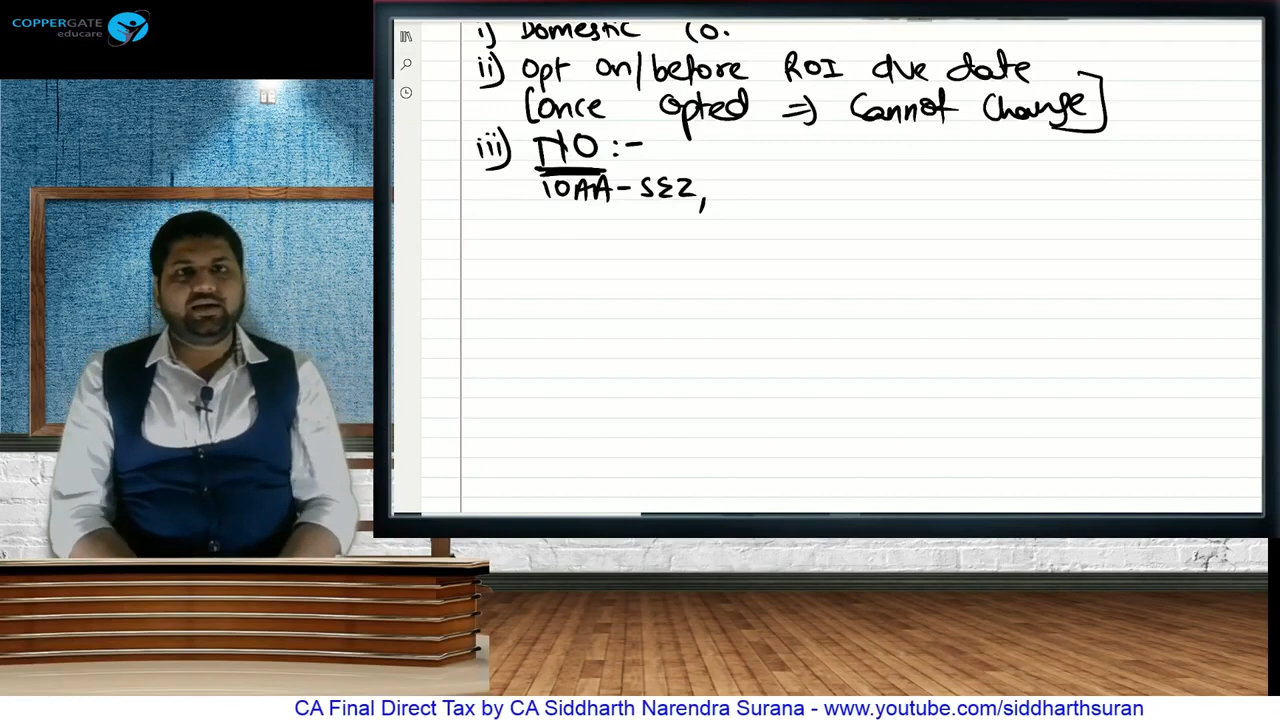 COPPERGATE
educare
i) Domestic Co.
ii) Opt on/before ROI due date
[Once Opted => Cannot Change]
iii) NO :-
10AA - SEZ,
CA Final Direct Tax by CA Siddharth Narendra Surana - www.youtube.com/siddharthsuran